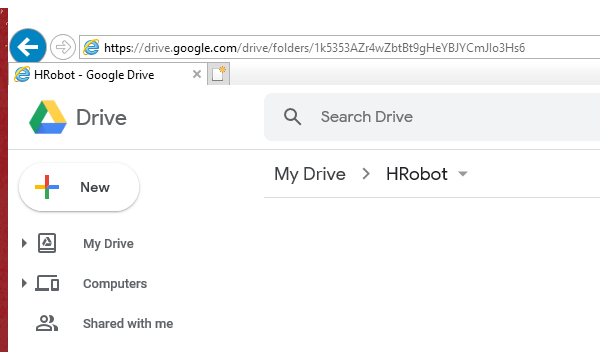 https://drive.google.com/drive/folders/1k5353AZr4wZbtBt9gHeYBJYCmJIo3Hs6
HRobot - Google Drive
Drive
Search Drive
New
My Drive > HRobot
My Drive
Computers
Shared with me